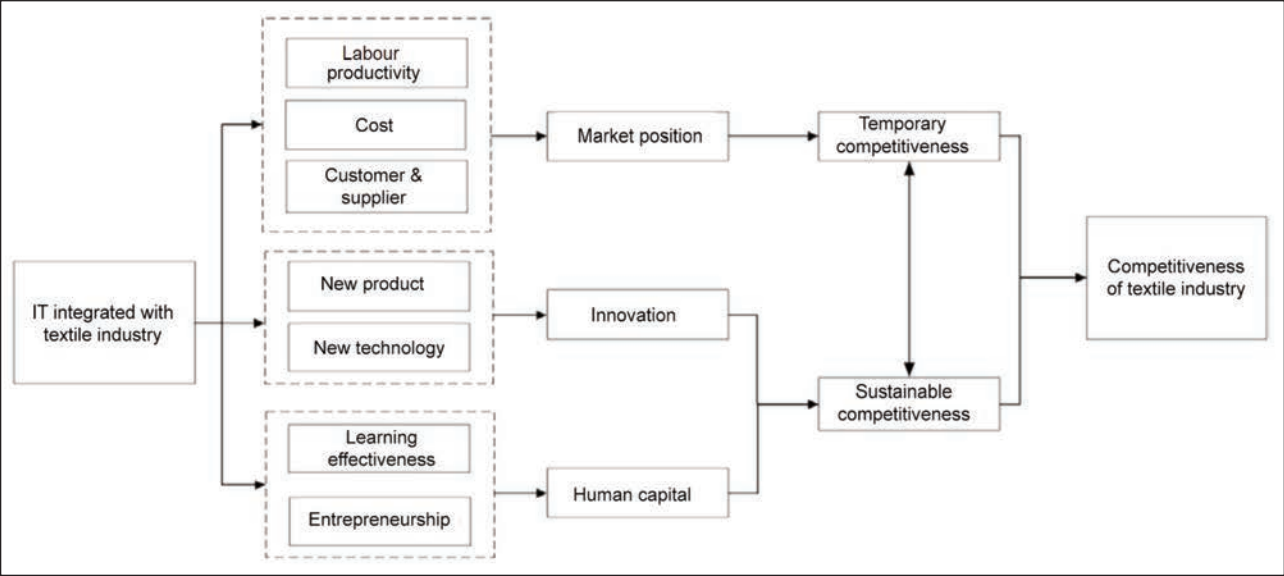 Labour
productivity
Cost
Customer &
supplier
Market position
Temporary
competitiveness
IT integrated with
textile industry
New product
New technology
Innovation
Competitiveness
of textile industry
Sustainable
competitiveness
Learning
effectiveness
Entrepreneurship
Human capital